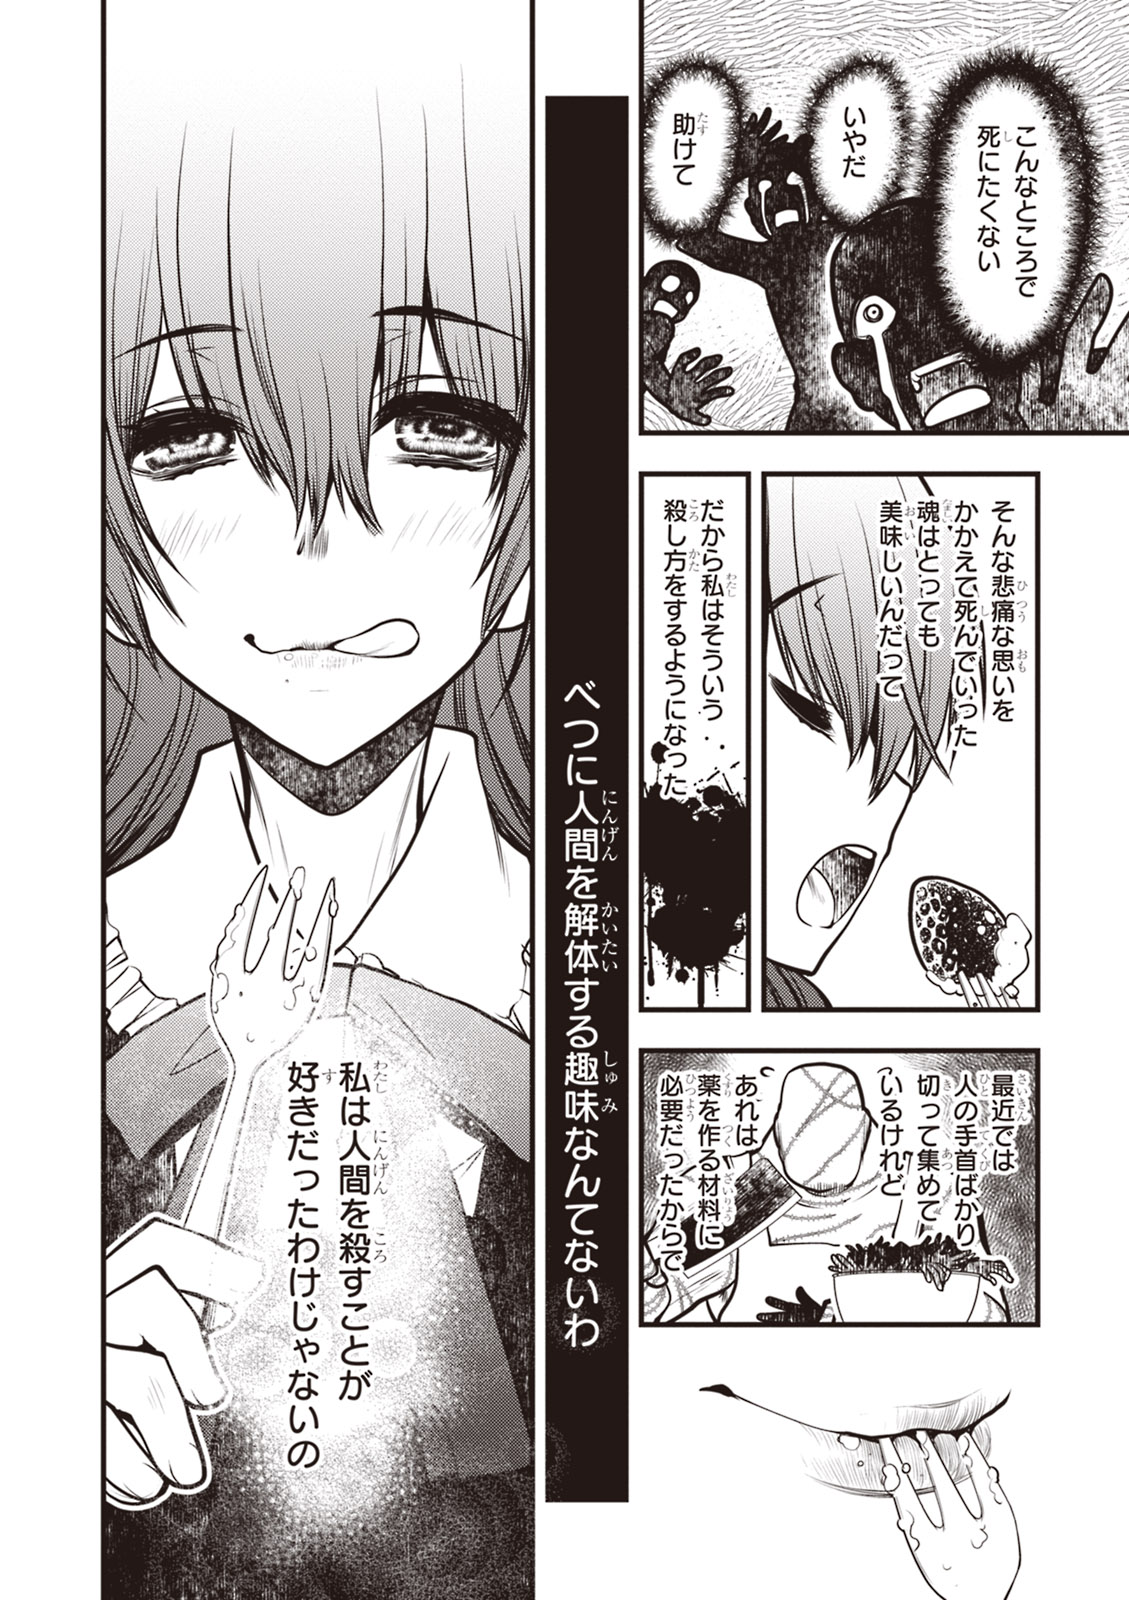 こんなところで
死にたくない
いやだ
助けて
そんな悲痛な思いを
かかえて死んでいった
魂はとっても
美味しいんだって
だから私はそういう
殺し方をするようになった
最近では
人の手首ばかり
切って集めて
いるけれど
あれは
薬を作る材料に
必要だったからで
べつに人間を解体する趣味なんてないわ
私は人間を殺すことが
好きだったわけじゃないの